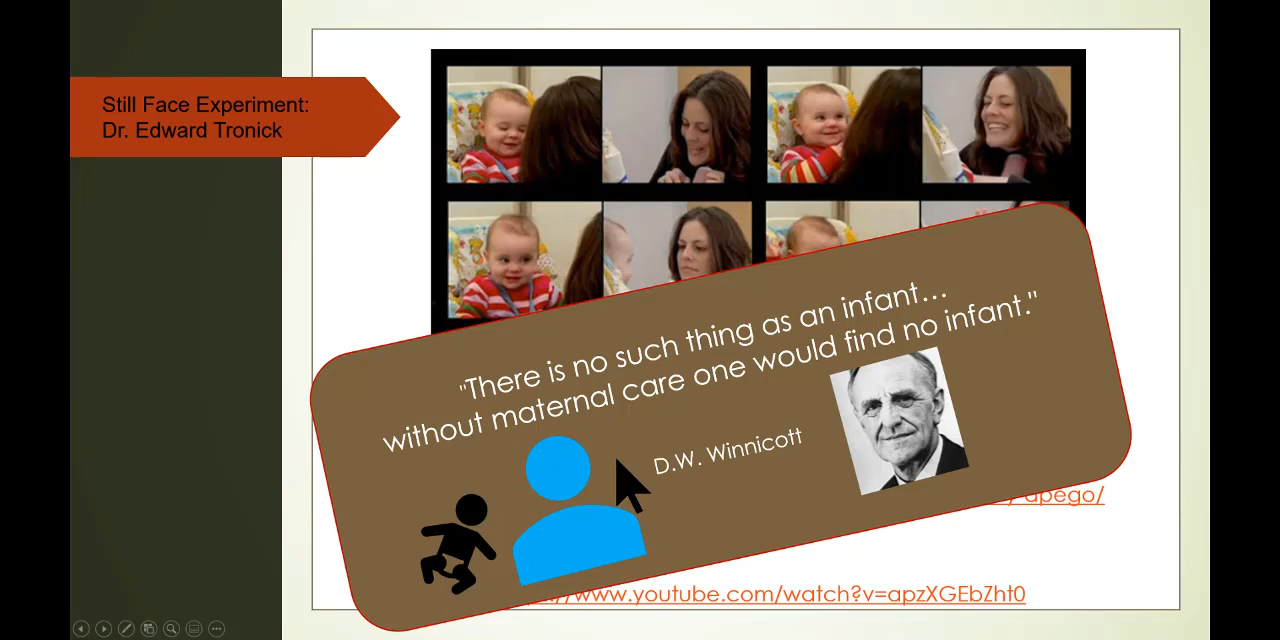 Still Face Experiment:
Dr. Edward Tronick
"There is no such thing as an infant…
without maternal care one would find no infant."
D.W. Winnicott
apego/
//www.youtube.com/watch?v=apzXGEbZht0